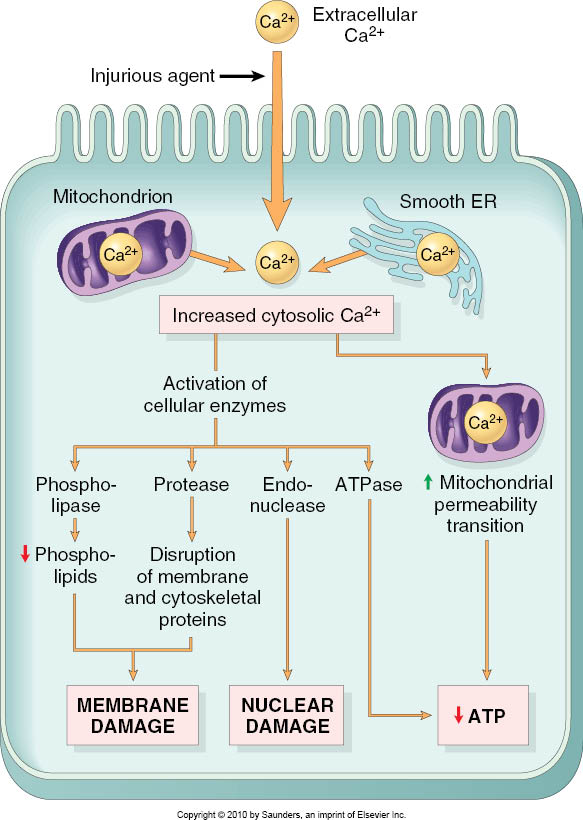 Ca2+
Extracellular
Ca2+
Injurious agent
Mitochondrion
Smooth ER
Ca2+
Ca2+
Ca2+
Increased cytosolic Ca2+
Activation of
cellular enzymes
Ca2+
Phospho-
lipase
Protease
Endo-
nuclease
ATPase
↑ Mitochondrial
permeability
transition
↓ Phospho-
lipids
Disruption
of membrane
and cytoskeletal
proteins
MEMBRANE
DAMAGE
NUCLEAR
DAMAGE
↓ ATP
Copyright © 2010 by Saunders, an imprint of Elsevier Inc.